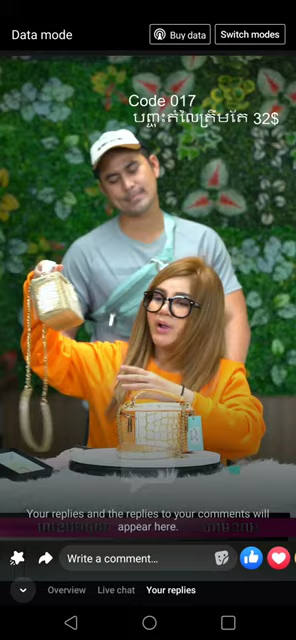 Data mode
Buy data
Switch modes
Code 017
បញ្ចុះតំលៃត្រឹមតែ 32$
Your replies and the replies to your comments will
appear here.
Write a comment…
Overview
Live chat
Your replies